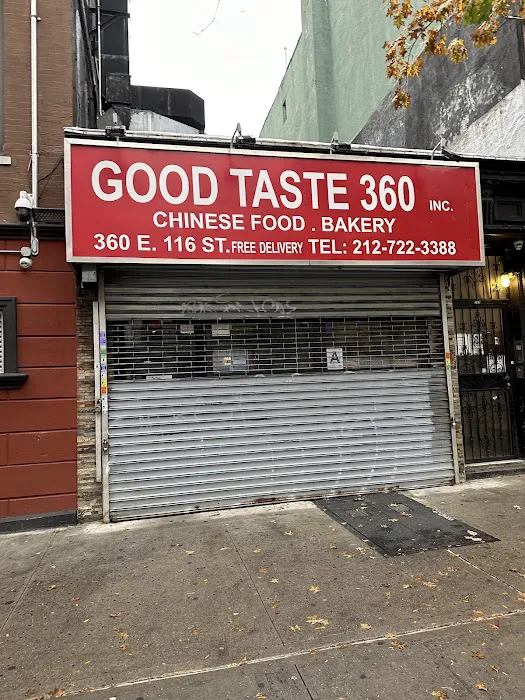 GOOD TASTE 360 INC.
CHINESE FOOD . BAKERY
360 E. 116 ST. FREE DELIVERY TEL: 212-722-3388
A